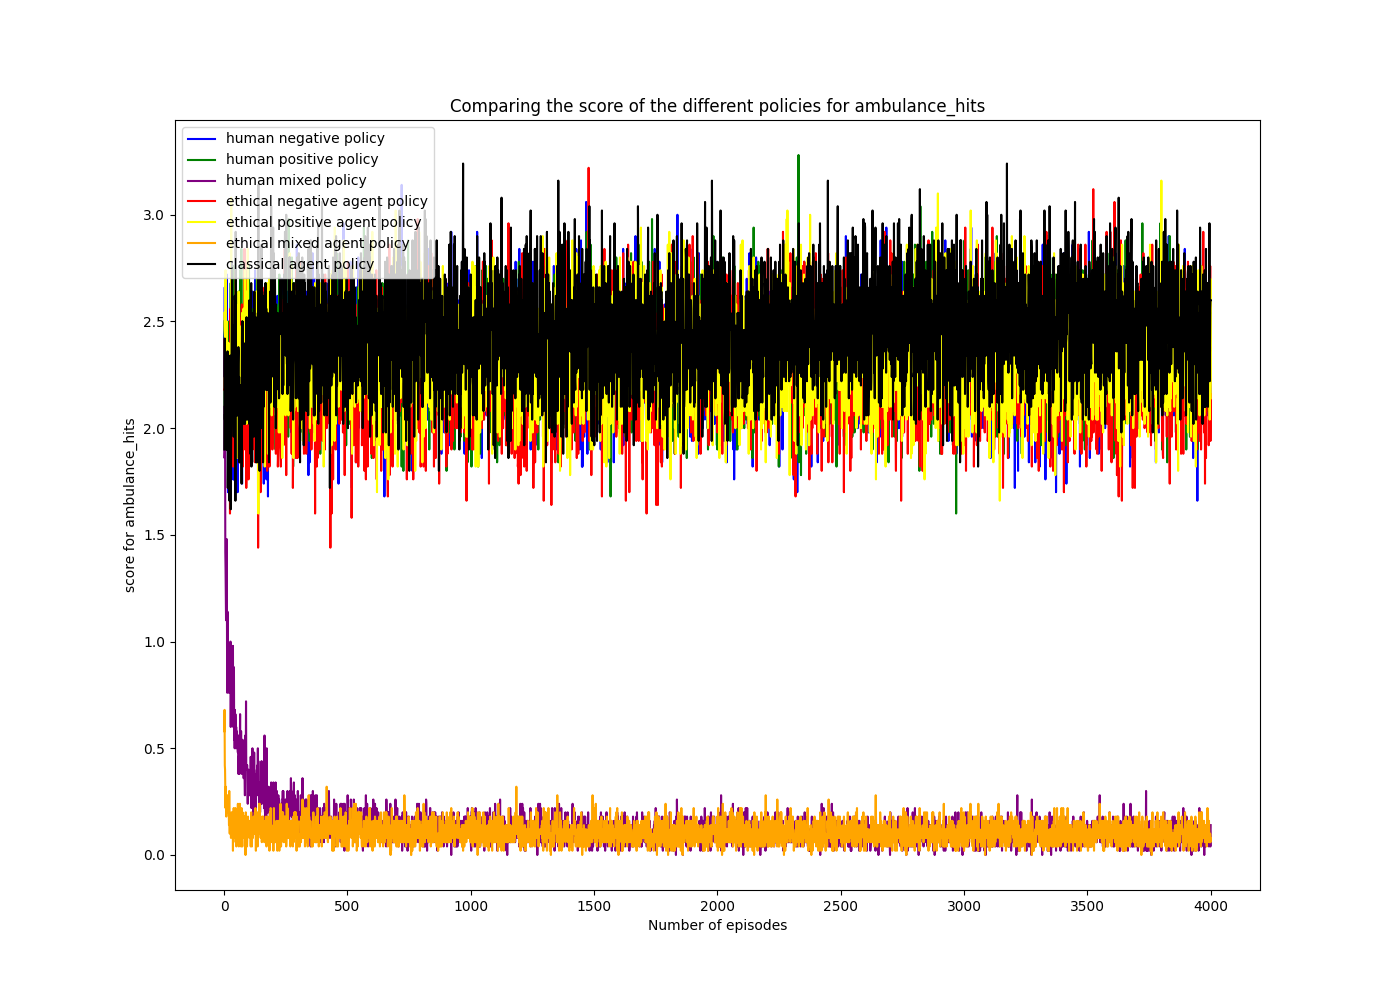 Comparing the score of the different policies for ambulance_hits
human negative policy
human positive policy
human mixed policy
ethical negative agent policy
ethical positive agent policy
ethical mixed agent policy
classical agent policy
3.0
2.5
2.0
1.5
1.0
0.5
0.0
score for ambulance_hits
0 500 1000 1500 2000 2500 3000 3500 4000
Number of episodes